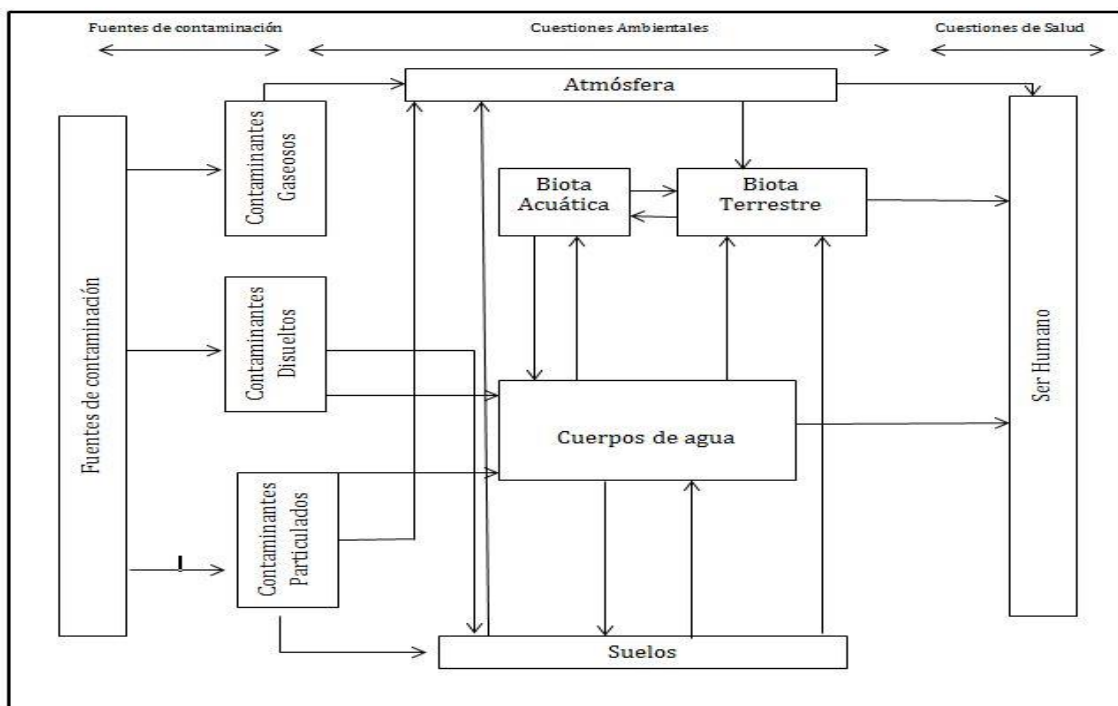 Fuentes de contaminación
Cuestiones Ambientales
Cuestiones de Salud
Atmósfera
Contaminantes
Gaseosos
Biota
Acuática
Biota
Terrestre
Fuentes de contaminación
Contaminantes
Disueltos
Cuerpos de agua
Ser Humano
Contaminantes
Particulados
Suelos